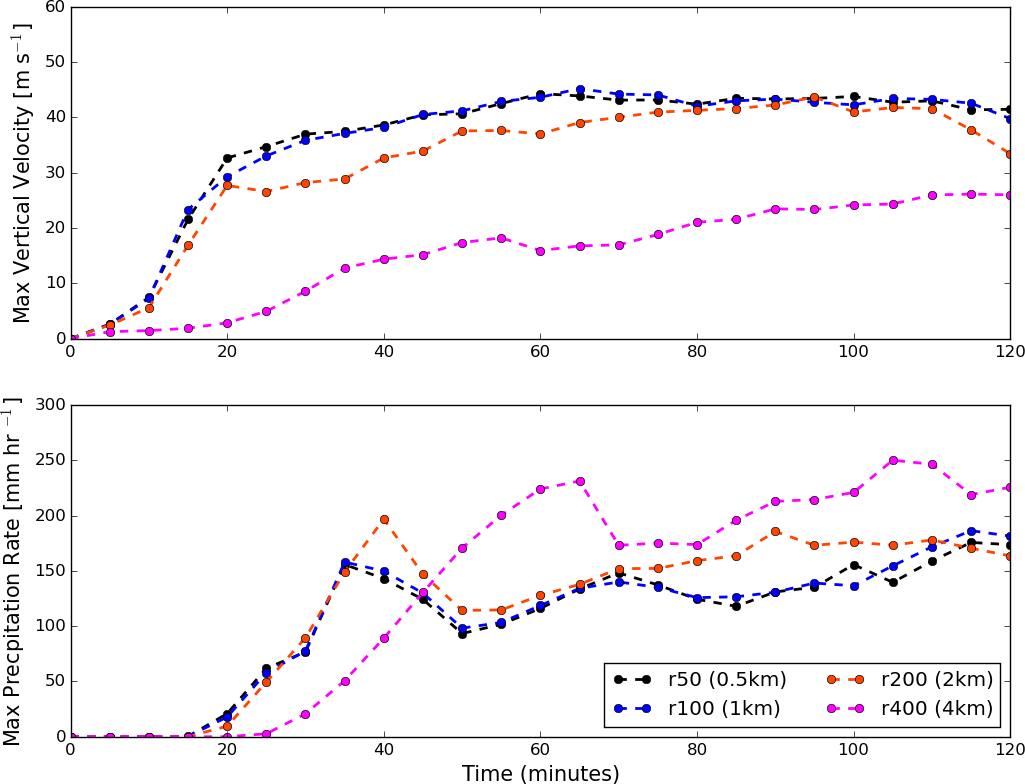 Max Vertical Velocity [m s⁻¹]
60
50
40
30
20
10
0
0 20 40 60 80 100 120
Max Precpitation Rate [mm hr ⁻¹]
300
250
200
150
100
50
0
r50 (0.5km) r200 (2km)
r100 (1km) r400 (4km)
0 20 40 60 80 100 120
Time (minutes)